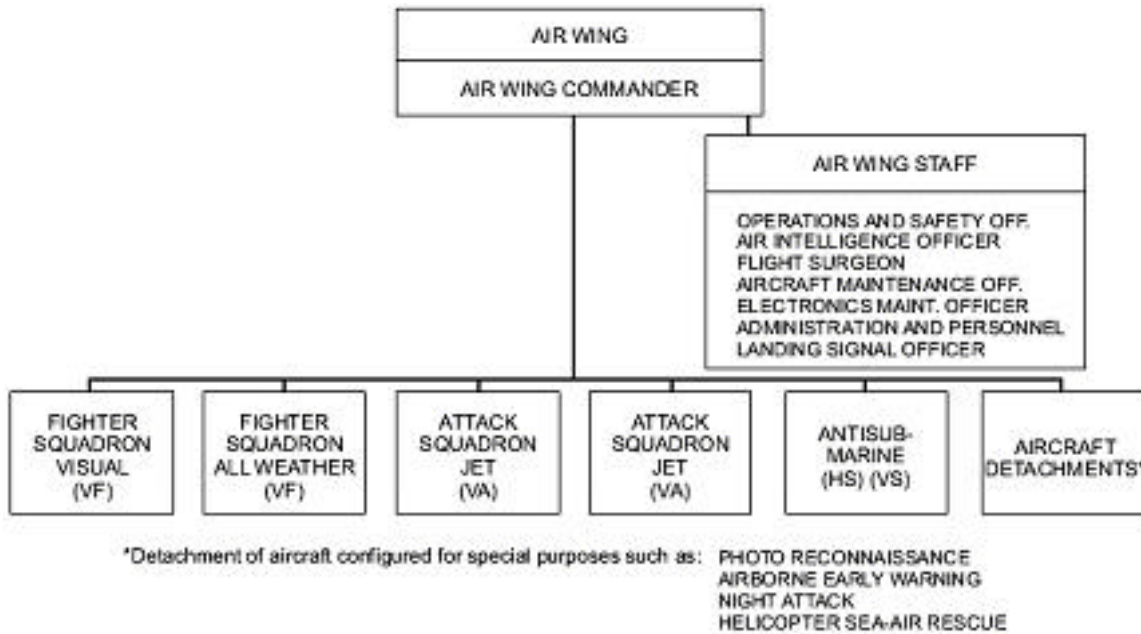 AIR WING
AIR WING COMMANDER
AIR WING STAFF
OPERATIONS AND SAFETY OFF.
AIR INTELLIGENCE OFFICER
FLIGHT SURGEON
AIRCRAFT MAINTENANCE OFF.
ELECTRONICS MAINT. OFFICER
ADMINISTRATION AND PERSONNEL
LANDING SIGNAL OFFICER
FIGHTER
SQUADRON
VISUAL
(VF)
FIGHTER
SQUADRON
ALL WEATHER
(VF)
ATTACK
SQUADRON
JET
(VA)
ATTACK
SQUADRON
JET
(VA)
ANTISUB-
MARINE
(HS) (VS)
AIRCRAFT
DETACHMENTS*
*Detachment of aircraft configured for special purposes such as: PHOTO RECONNAISSANCE
AIRBORNE EARLY WARNING
NIGHT ATTACK
HELICOPTER SEA-AIR RESCUE